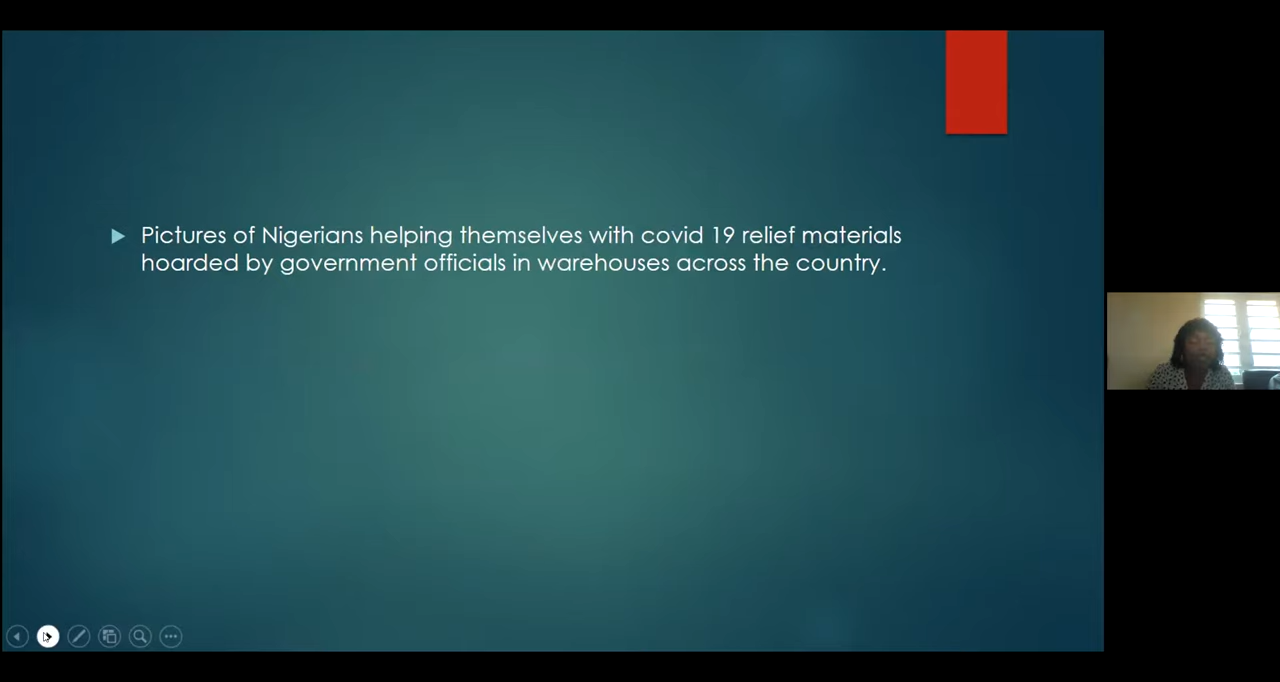 Pictures of Nigerians helping themselves with covid 19 relief materials
hoarded by government officials in warehouses across the country.